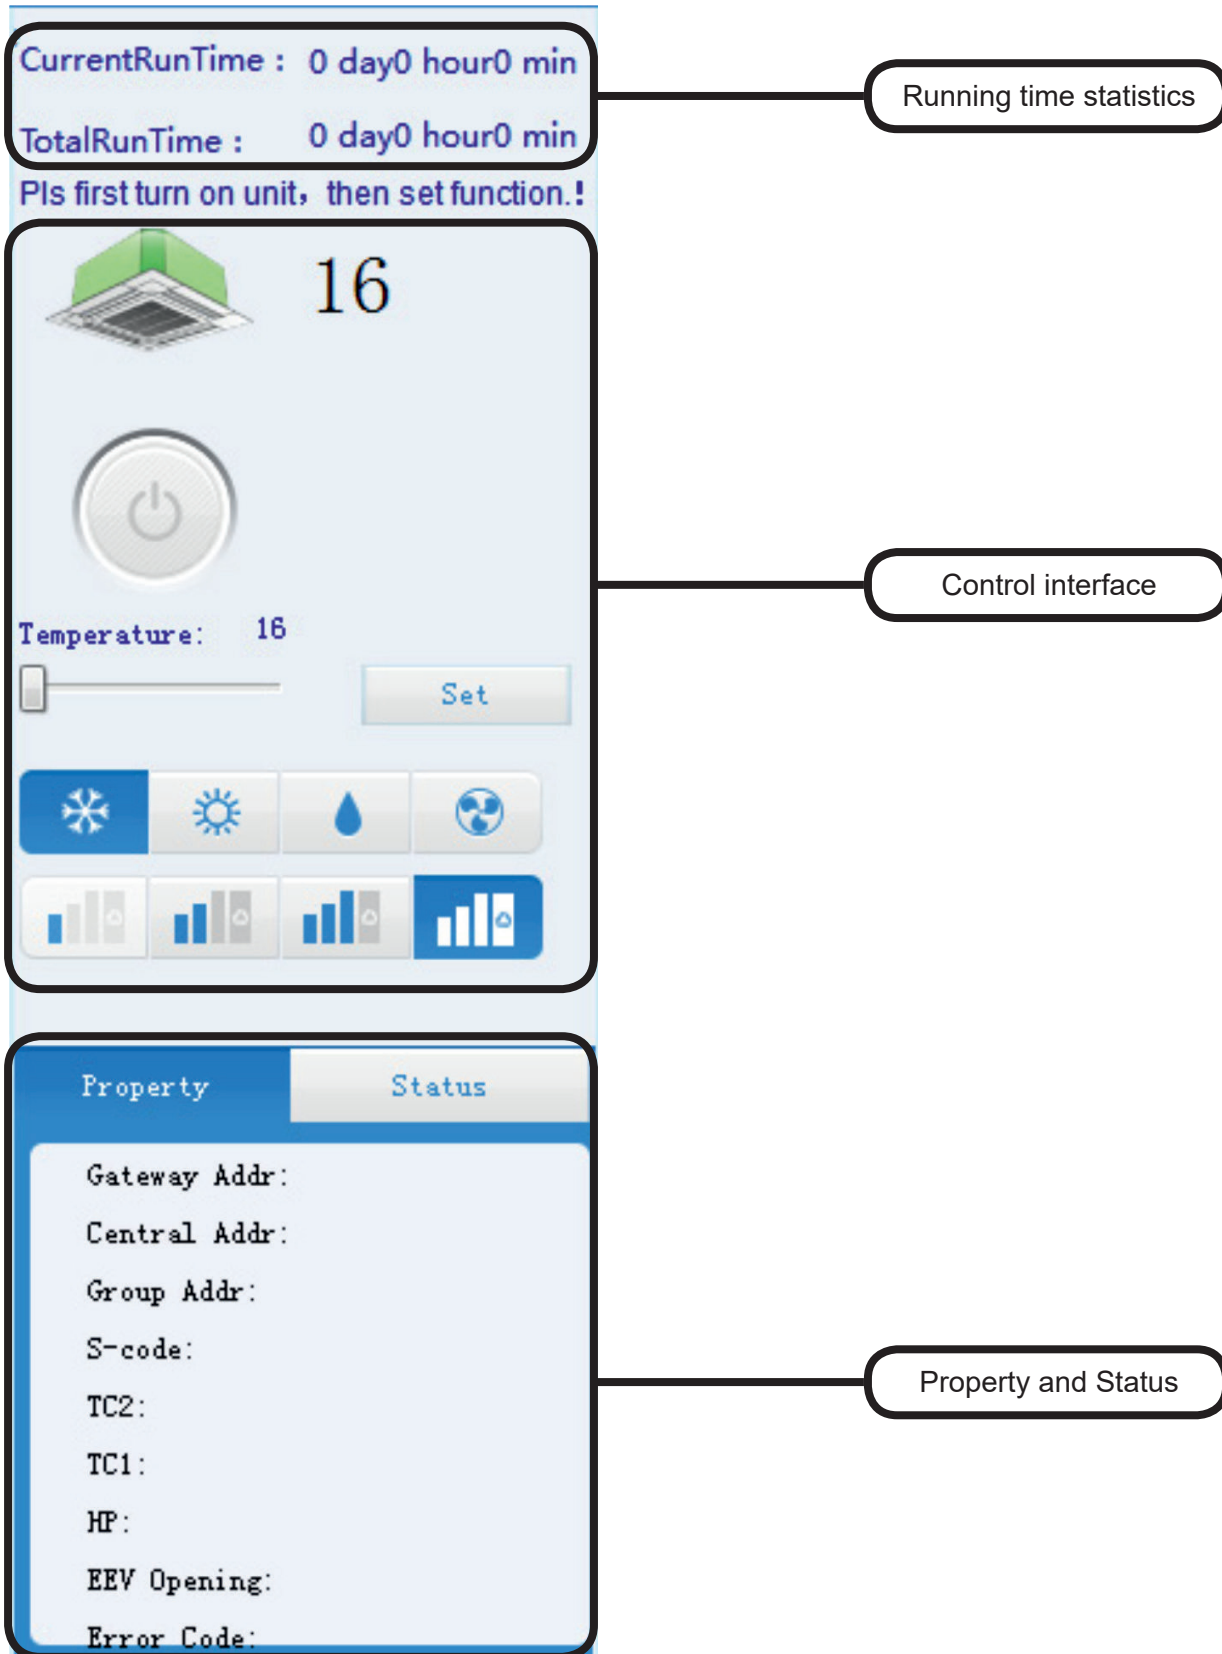 CurrentRunTime : 0 day0 hour0 min
TotalRunTime : 0 day0 hour0 min
Running time statistics
Pls first turn on unit，then set function.!
16
Control interface
Temperature: 16
Set
Property Status
Gateway Addr:
Central Addr:
Group Addr:
S-code:
TC2:
TC1:
HP:
EEV Opening:
Error Code:
Property and Status